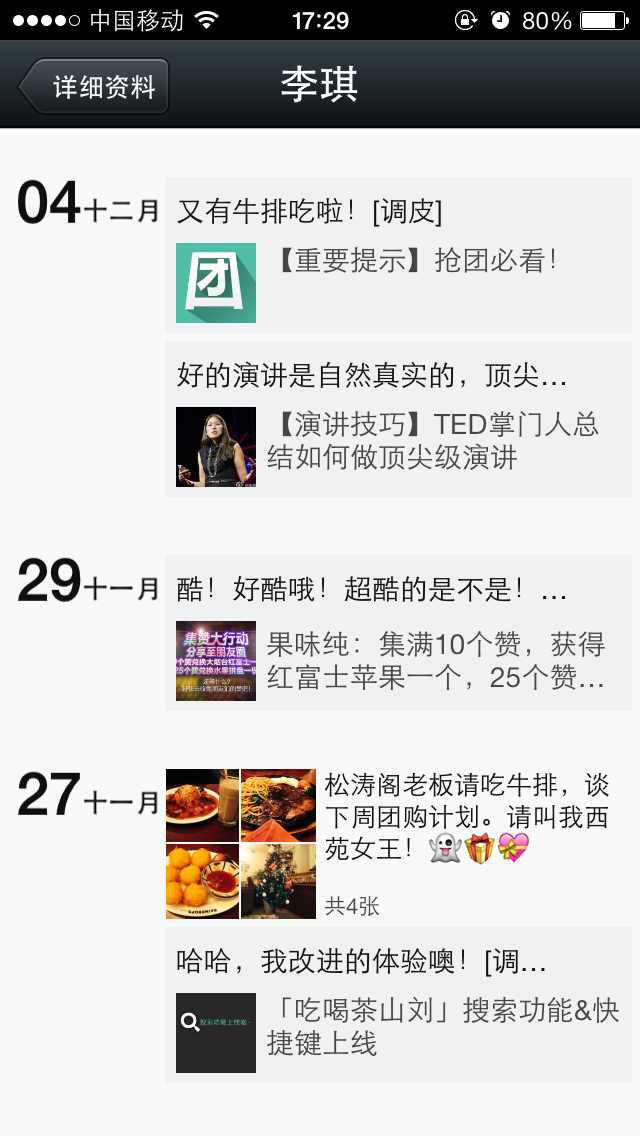 中国移动 17:29 80%
详细资料 李琪
04十二月
又有牛排吃啦！[调皮]
团
【重要提示】抢团必看！
好的演讲是自然真实的，顶尖…
【演讲技巧】TED掌门人总
结如何做顶尖级演讲
29十一月
酷！好酷哦！超酷的是不是！…
集赞大行动
分享至朋友圈
果味纯：集满10个赞，获得
红富士苹果一个，25个赞…
27十一月
松涛阁老板请吃牛排，谈
下周团购计划。请叫我西
苑女王！👻🎁💝
共4张
哈哈，我改进的体验噢！[调…
「吃喝茶山刘」搜索功能&快
捷键上线